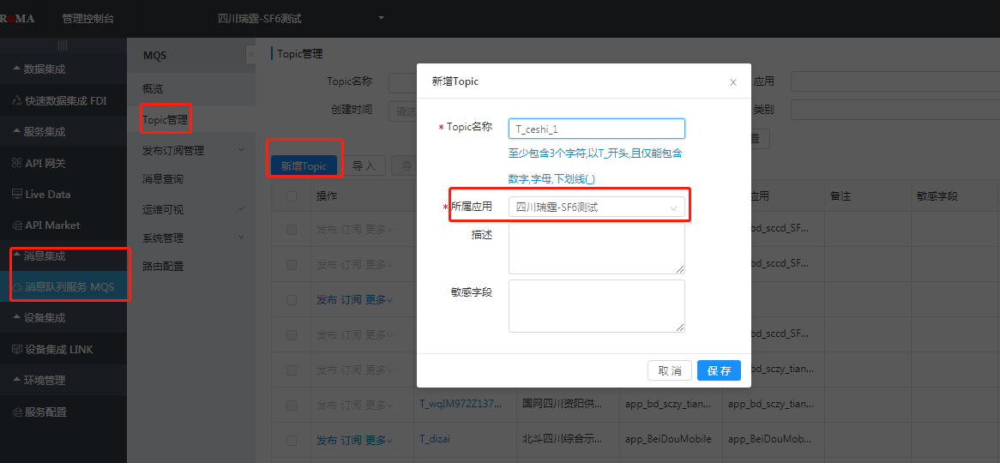 ROMA 管理控制台 四川瑞霆-SF6测试
数据集成
快速数据集成 FDI
服务集成
API 网关
Live Data
API Market
消息集成
消息队列服务 MQS
设备集成
设备集成 LINK
环境管理
服务配置
MQS
概览
Topic管理
发布订阅管理
消息查询
运维可视
系统管理
路由配置
Topic管理
Topic名称 应用
创建时间 请选 类别
新增Topic 导 入 导 置
操作 应用 备注 敏感字段
发布 订阅 更多 app_bd_sccd_SF...
发布 订阅 更多 app_bd_sccd_SF...
发布 订阅 更多
发布 订阅 更多 app_bd_sccd_SF...
发布 订阅 更多 app_bd_sczy_tian...
发布 订阅 更多 T_wqIM972Z137... 国网四川资阳供... app_bd_sczy_tian... app_bd_sczy_tian...
发布 订阅 更多 T_dizai 北斗四川综合示... app_BeiDouMobile app_BeiDouMob...
新增Topic
* Topic名称 T_ceshi_1
至少包含3个字符,以T_开头,且仅能包含
数字,字母,下划线(_)
* 所属应用 四川瑞霆-SF6测试
描述
敏感字段
取 消 保 存